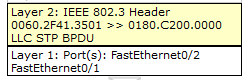 Layer 2: IEEE 802.3 Header
0060.2F41.3501 >> 0180.C200.0000
LLC STP BPDU
Layer 1: Port(s): FastEthernet0/2
FastEthernet0/1